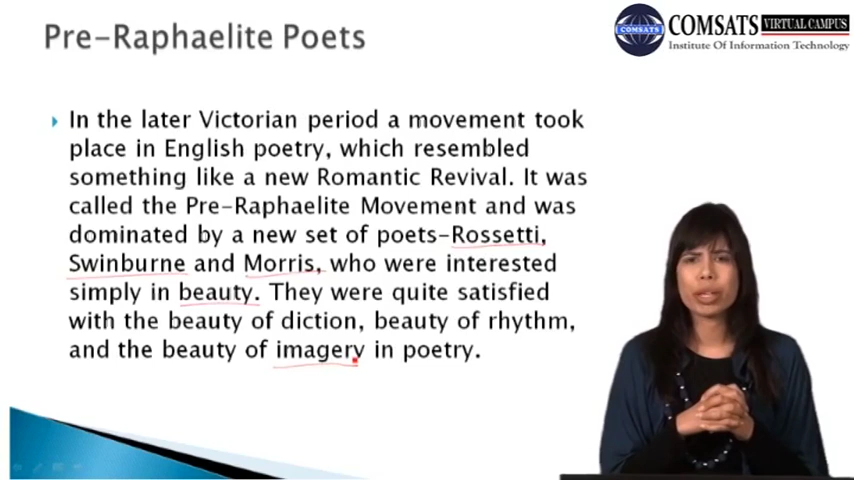 Pre-Raphaelite Poets
COMSATS VIRTUAL CAMPUS
COMSATS
Institute Of Information Technology
In the later Victorian period a movement took
place in English poetry, which resembled
something like a new Romantic Revival. It was
called the Pre-Raphaelite Movement and was
dominated by a new set of poets-Rossetti,
Swinburne and Morris, who were interested
simply in beauty. They were quite satisfied
with the beauty of diction, beauty of rhythm,
and the beauty of imagery in poetry.